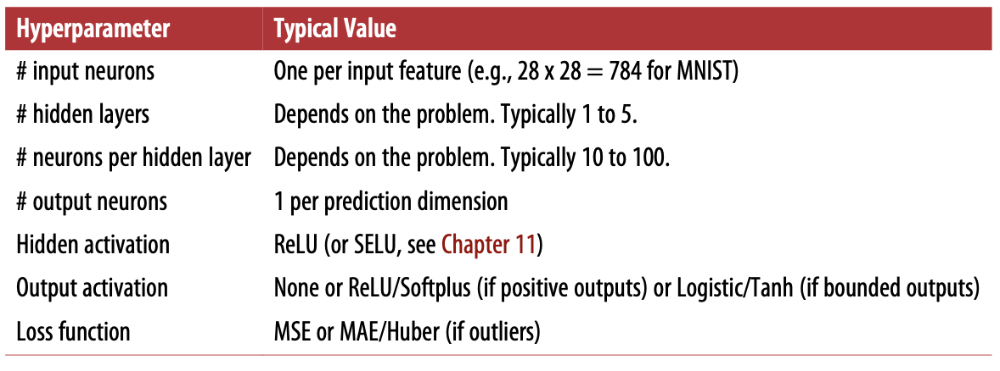 Hyperparameter Typical Value
# input neurons One per input feature (e.g., 28 x 28 = 784 for MNIST)
# hidden layers Depends on the problem. Typically 1 to 5.
# neurons per hidden layer Depends on the problem. Typically 10 to 100.
# output neurons 1 per prediction dimension
Hidden activation ReLU (or SELU, see Chapter 11)
Output activation None or ReLU/Softplus (if positive outputs) or Logistic/Tanh (if bounded outputs)
Loss function MSE or MAE/Huber (if outliers)